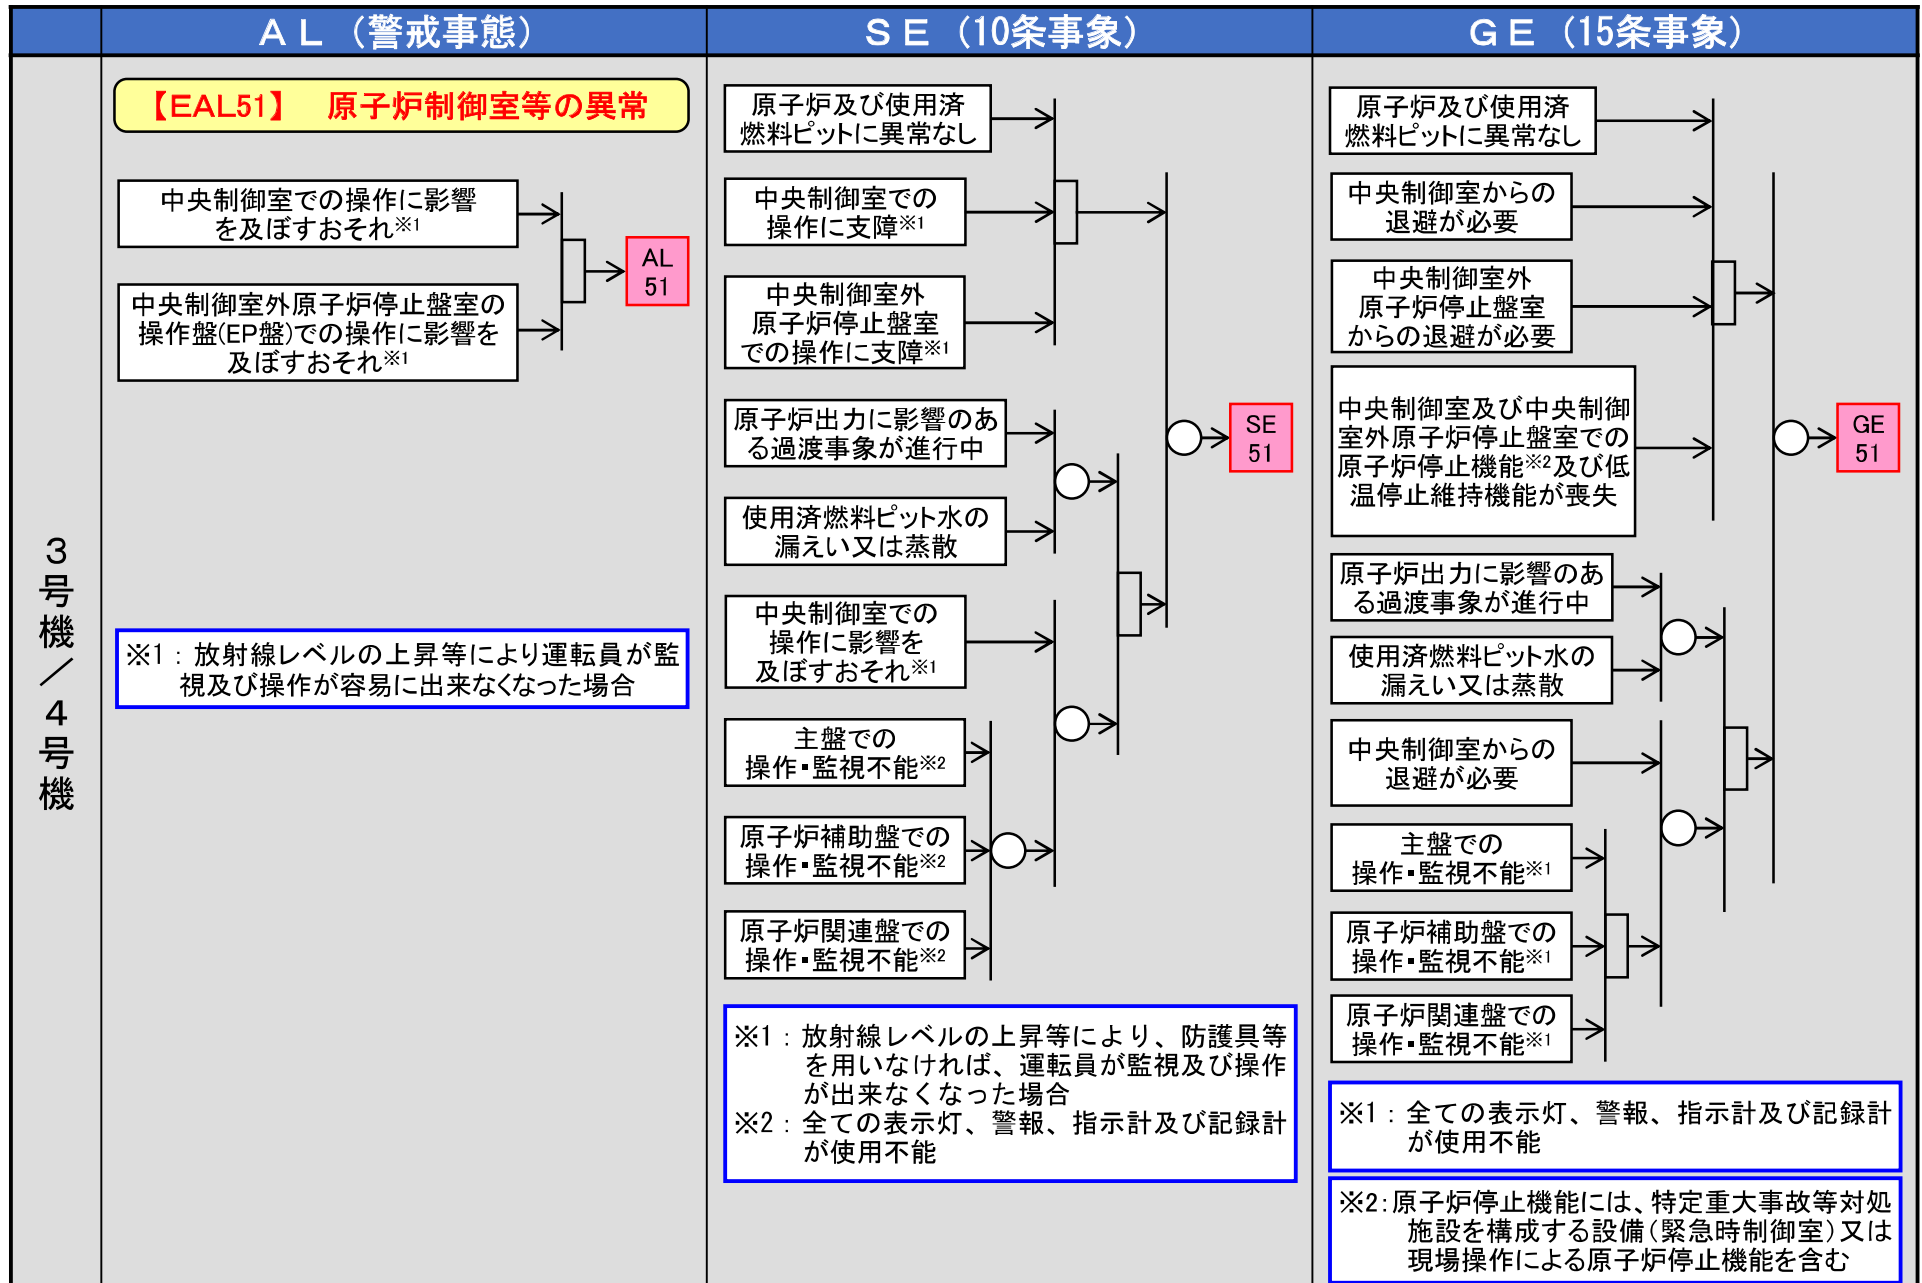 AL（警戒事態）
SE（10条事象）
GE（15条事象）
3号機／4号機
【EAL51】　原子炉制御室等の異常
中央制御室での操作に影響
を及ぼすおそれ※1
中央制御室外原子炉停止盤室の
操作盤(EP盤)での操作に影響を
及ぼすおそれ※1
AL
51
※1：放射線レベルの上昇等により運転員が監
視及び操作が容易に出来なくなった場合
原子炉及び使用済
燃料ピットに異常なし
中央制御室での
操作に支障※1
中央制御室外
原子炉停止盤室
での操作に支障※1
原子炉出力に影響のあ
る過渡事象が進行中
使用済燃料ピット水の
漏えい又は蒸散
中央制御室での
操作に影響を
及ぼすおそれ※1
主盤での
操作・監視不能※2
原子炉補助盤での
操作・監視不能※2
原子炉関連盤での
操作・監視不能※2
SE
51
※1：放射線レベルの上昇等により、防護具等
を用いなければ、運転員が監視及び操作
が出来なくなった場合
※2：全ての表示灯、警報、指示計及び記録計
が使用不能
原子炉及び使用済
燃料ピットに異常なし
中央制御室からの
退避が必要
中央制御室外
原子炉停止盤室
からの退避が必要
中央制御室及び中央制御
室外原子炉停止盤室での
原子炉停止機能※2及び低
温停止維持機能が喪失
原子炉出力に影響のあ
る過渡事象が進行中
使用済燃料ピット水の
漏えい又は蒸散
中央制御室からの
退避が必要
主盤での
操作・監視不能※1
原子炉補助盤での
操作・監視不能※1
原子炉関連盤での
操作・監視不能※1
GE
51
※1：全ての表示灯、警報、指示計及び記録計
が使用不能
※2:原子炉停止機能には、特定重大事故等対処
施設を構成する設備(緊急時制御室)又は
現場操作による原子炉停止機能を含む